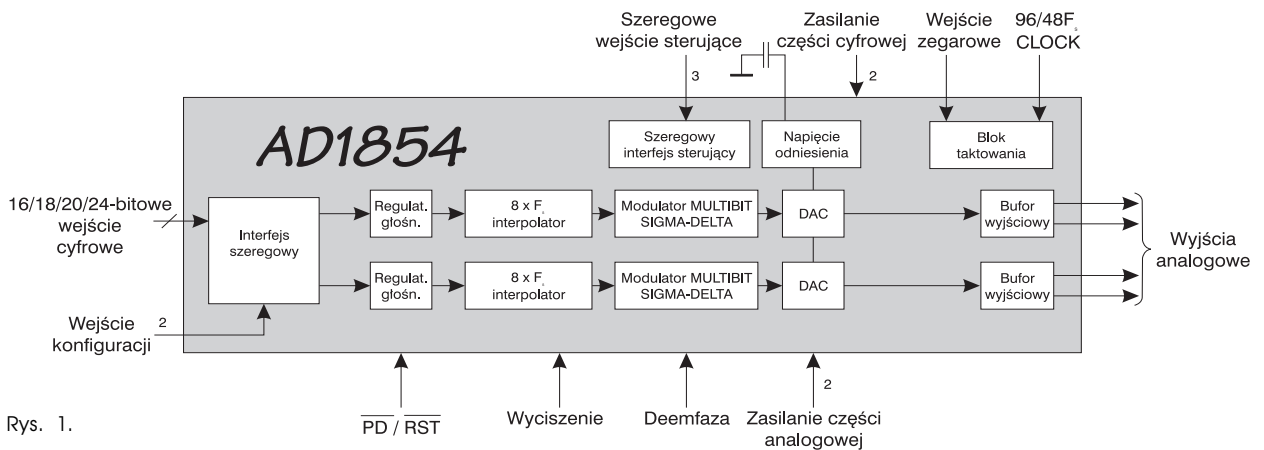 Szeregowe
wejście sterujące
Zasilanie
części cyfrowej
Wejście
zegarowe
96/48Fs
CLOCK
3
2
AD1854
Szeregowy
interfejs sterujący
Napięcie
odniesienia
Blok
taktowania
16/18/20/24-bitowe
wejście
cyfrowe
Interfejs
szeregowy
Regulat.
głośn.
8 x Fs
interpolator
Modulator MULTIBIT
SIGMA-DELTA
DAC
Bufor
wyjściowy
Wyjścia
analogowe
Regulat.
głośn.
8 x Fs
interpolator
Modulator MULTIBIT
SIGMA-DELTA
DAC
Bufor
wyjściowy
Wejście
konfiguracji
2
2
PD / RST
Wyciszenie
Deemfaza
Zasilanie części
analogowej
Rys. 1.